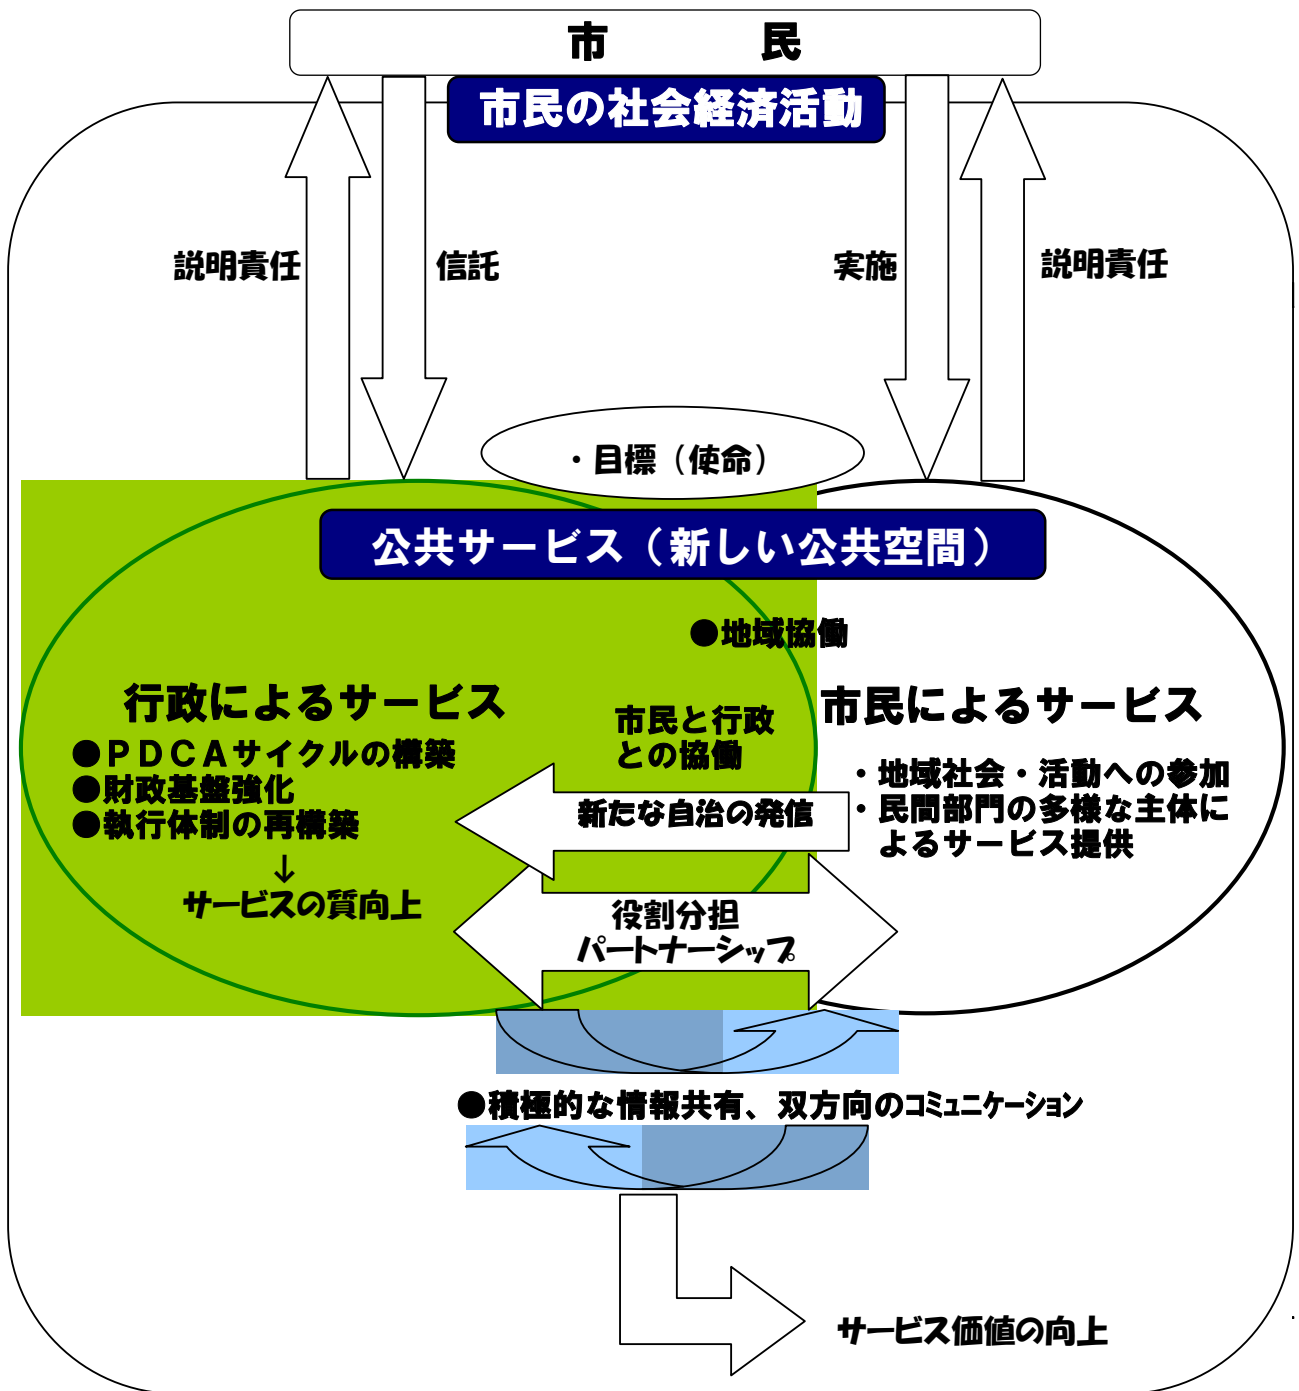 市　　　民
市民の社会経済活動
説明責任
信託
実施
説明責任
・目標（使命）
公共サービス（新しい公共空間）
●地域協働
行政によるサービス
●ＰＤＣＡサイクルの構築
●財政基盤強化
●執行体制の再構築
↓
サービスの質向上
市民と行政
との協働
市民によるサービス
・地域社会・活動への参加
・民間部門の多様な主体に
よるサービス提供
新たな自治の発信
役割分担
パートナーシップ
●積極的な情報共有、双方向のコミュニケーション
サービス価値の向上